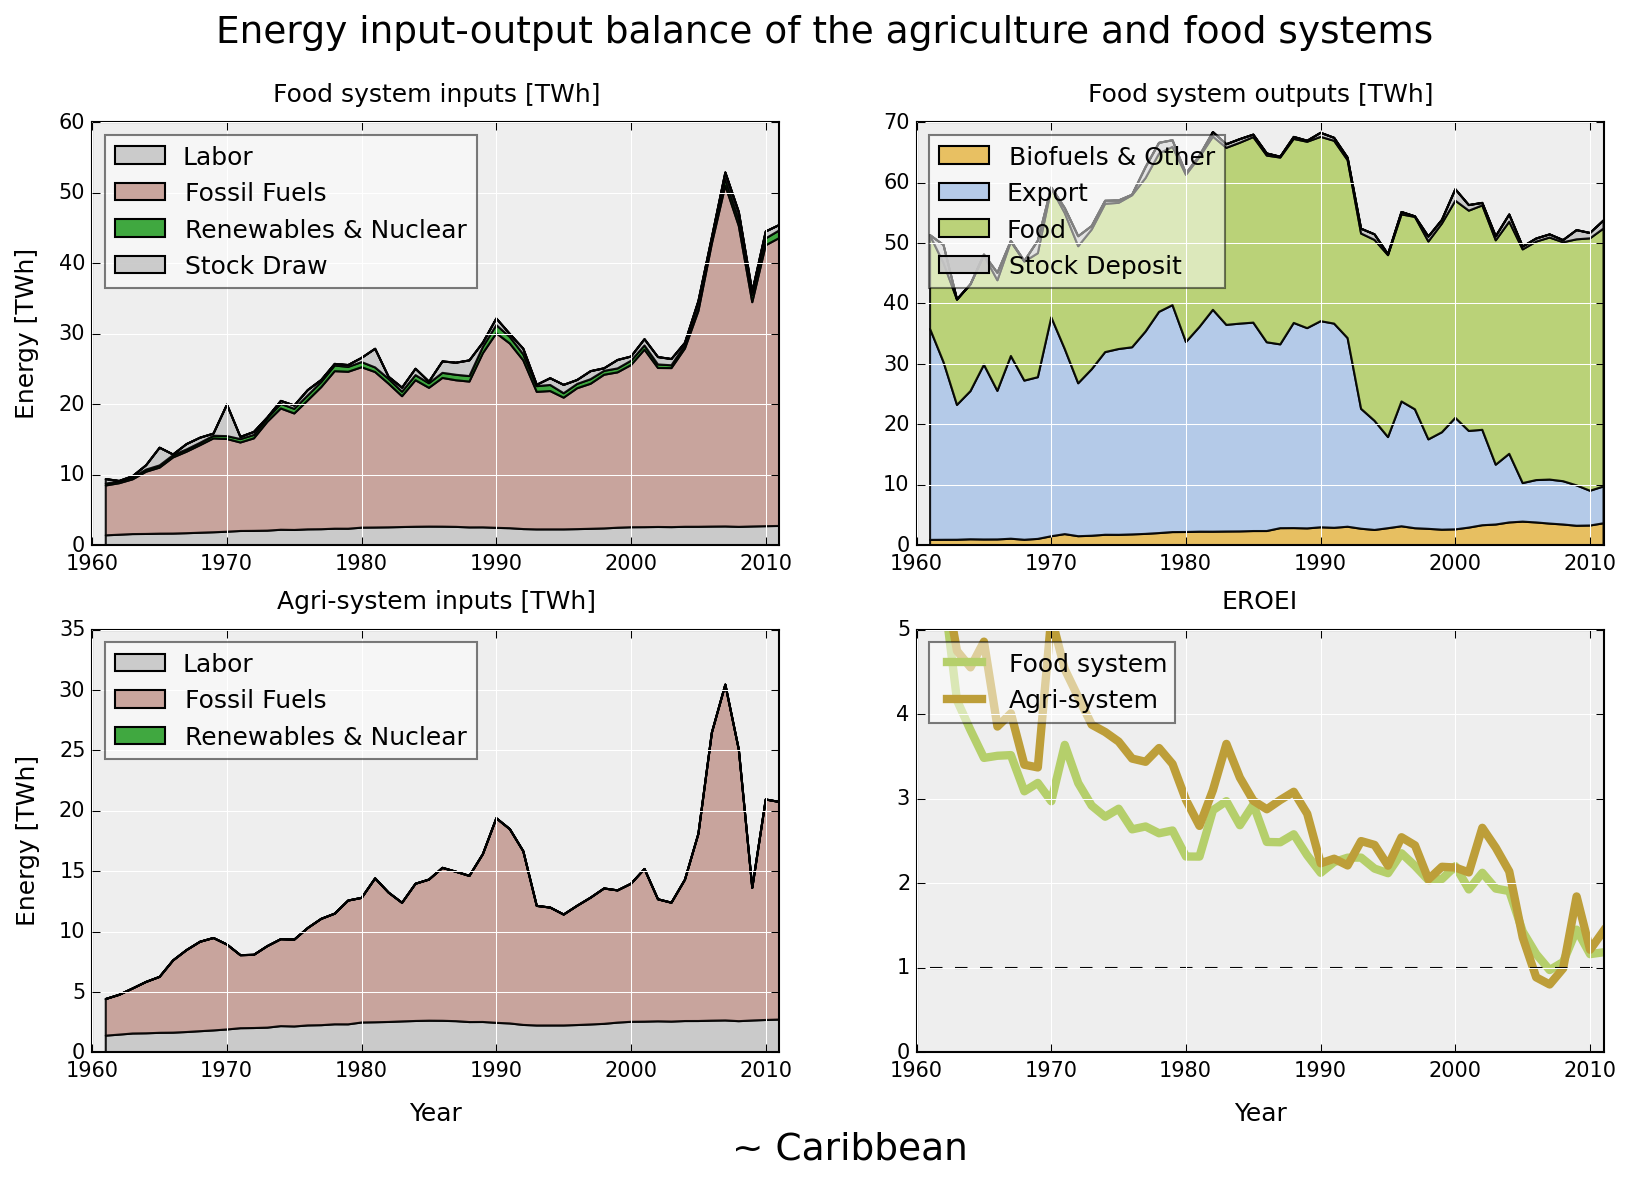 Energy input-output balance of the agriculture and food systems
Food system inputs [TWh]
Energy [TWh]
60
50
40
30
20
10
0
Labor
Fossil Fuels
Renewables & Nuclear
Stock Draw
1960 1970 1980 1990 2000 2010
Food system outputs [TWh]
70
60
50
40
30
20
10
0
Biofuels & Other
Export
Food
Stock Deposit
1960 1970 1980 1990 2000 2010
Agri-system inputs [TWh]
Energy [TWh]
35
30
25
20
15
10
5
0
Labor
Fossil Fuels
Renewables & Nuclear
1960 1970 1980 1990 2000 2010
Year
EROEI
5
4
3
2
1
0
Food system
Agri-system
1960 1970 1980 1990 2000 2010
Year
~ Caribbean